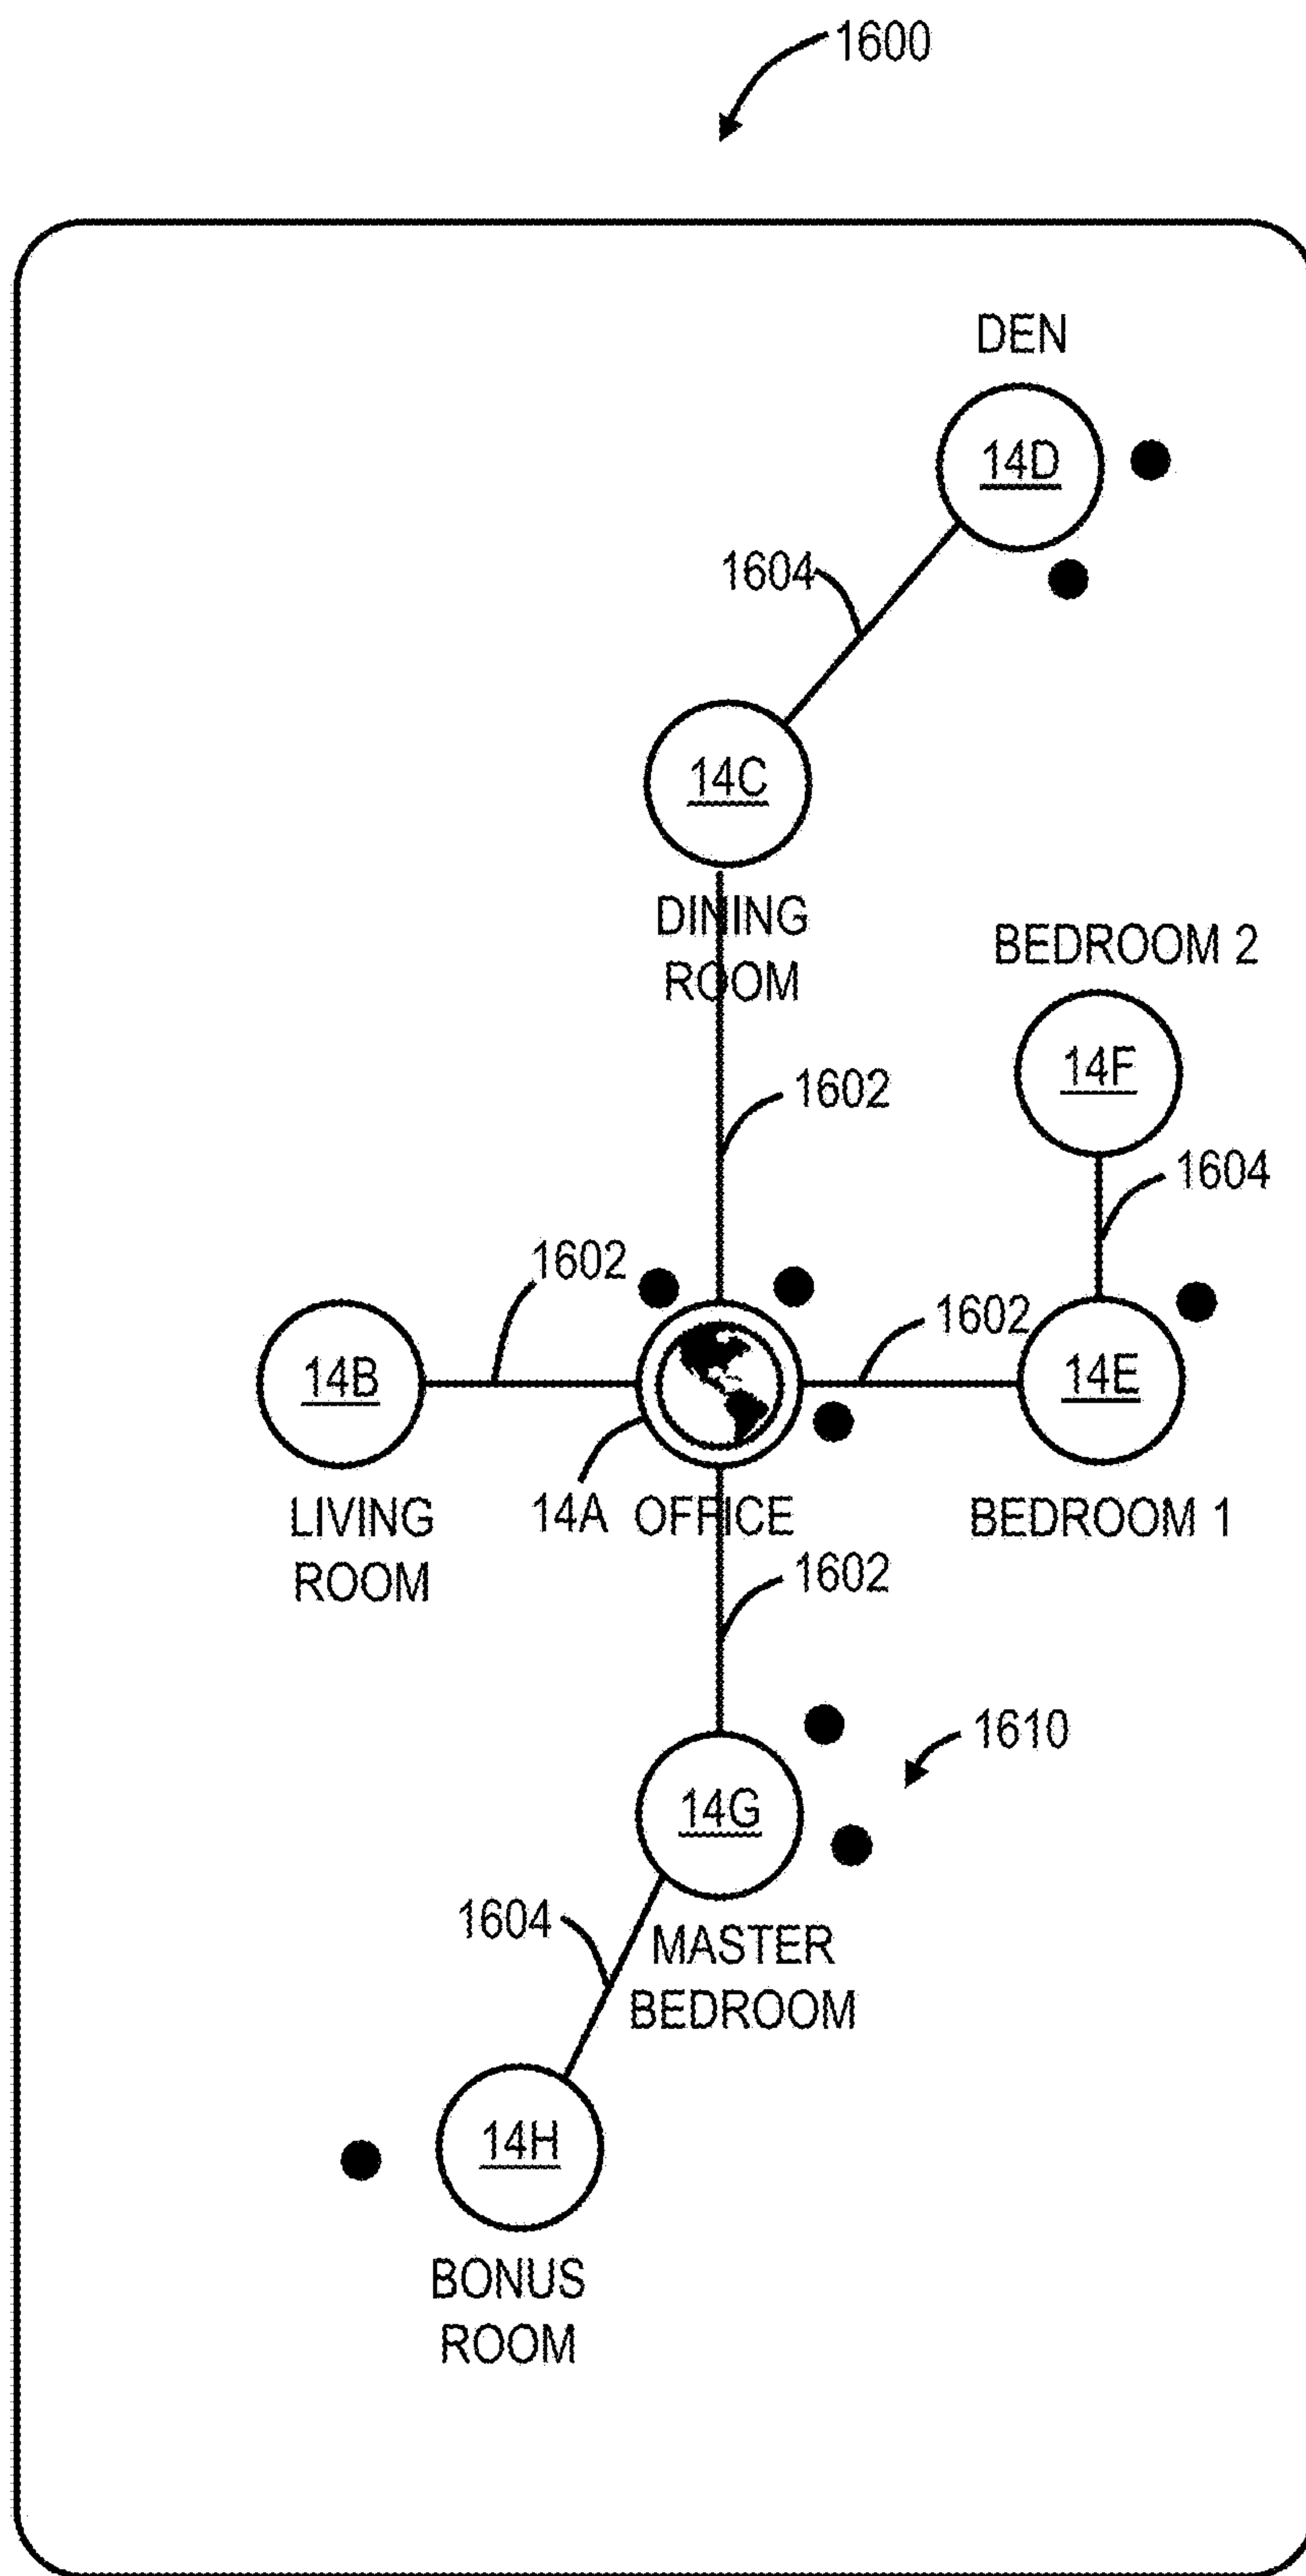 1600
DEN
14D
1604
14C
DINING
ROOM
BEDROOM 2
14F
1602
1604
1602
1602
14B
14E
14A OFFICE
LIVING
ROOM
BEDROOM 1
1602
1610
14G
1604
MASTER
BEDROOM
14H
BONUS
ROOM